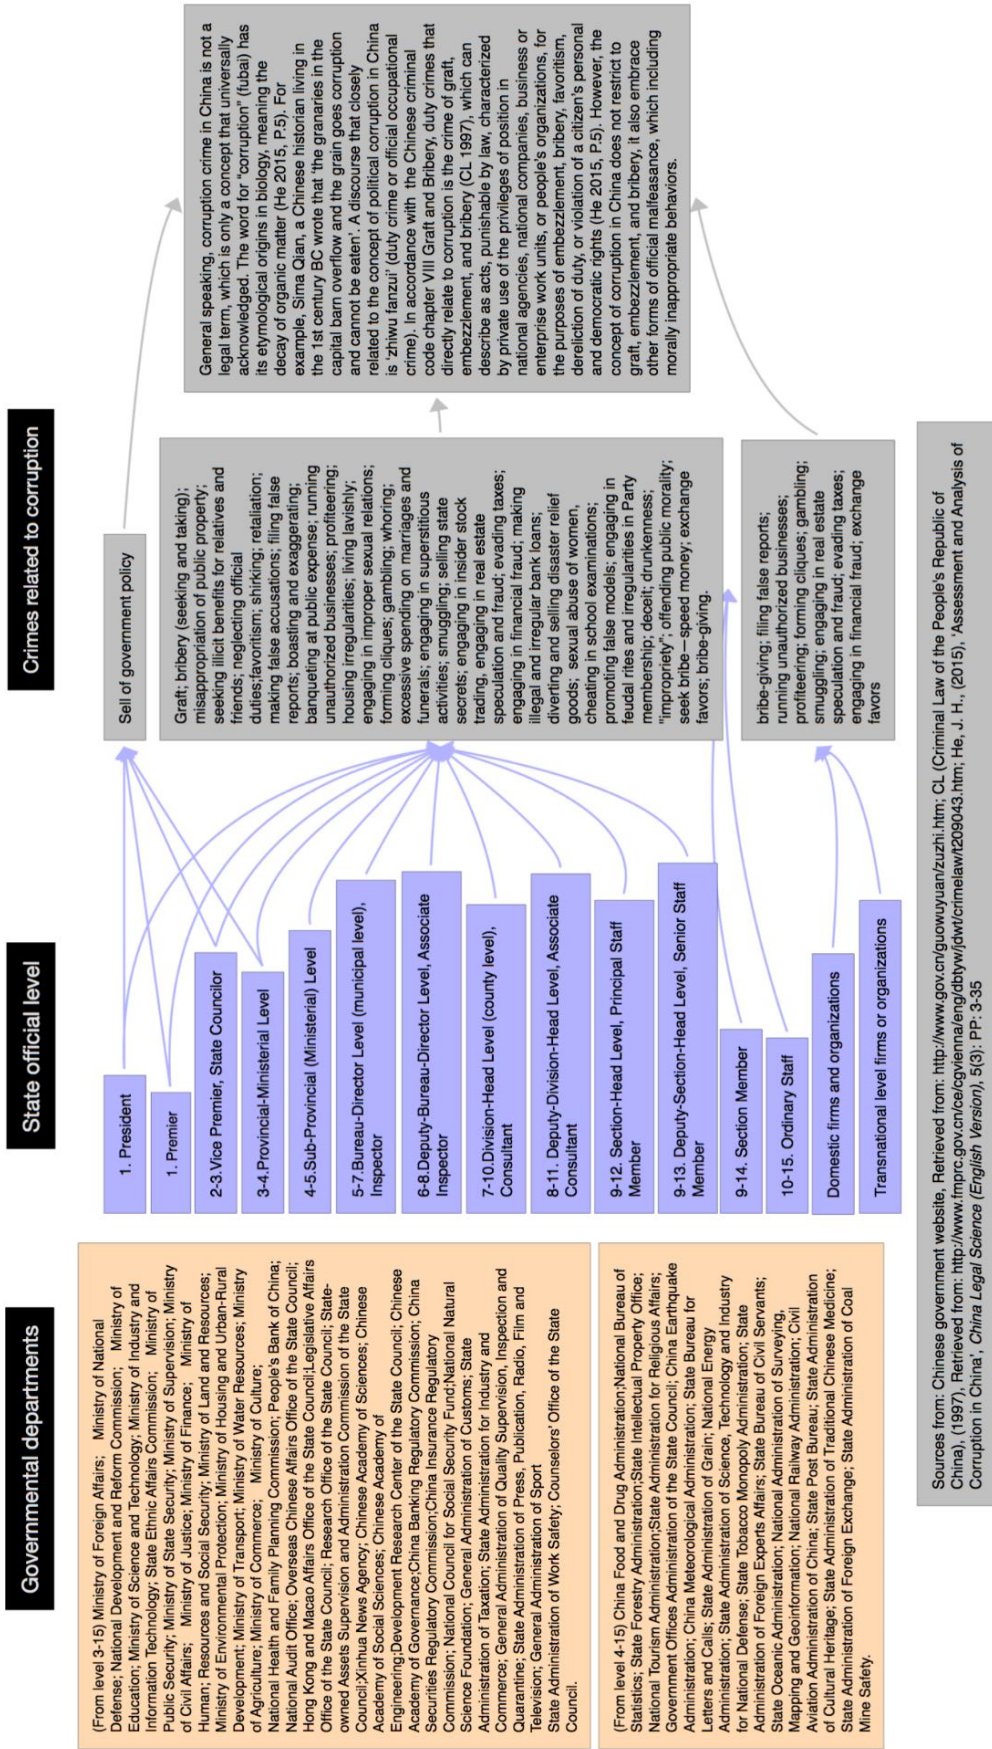 Governmental departments
State official level
Crimes related to corruption
(From level 3-15) Ministry of Foreign Affairs; Ministry of National
Defense; National Development and Reform Commission; Ministry of
Education; Ministry of Science and Technology; Ministry of Industry and
Information Technology; State Ethnic Affairs Commission; Ministry of
Public Security; Ministry of State Security; Ministry of Supervision; Ministry
of Civil Affairs; Ministry of Justice; Ministry of Finance; Ministry of
Human; Resources and Social Security; Ministry of Land and Resources;
Ministry of Environmental Protection; Ministry of Housing and Urban-Rural
Development; Ministry of Transport; Ministry of Water Resources; Ministry
of Agriculture; Ministry of Commerce; Ministry of Culture;
National Health and Family Planning Commission; People's Bank of China;
National Audit Office; Overseas Chinese Affairs Office of the State Council;
Hong Kong and Macao Affairs Office of the State Council;Legislative Affairs
Office of the State Council; Research Office of the State Council; State-
owned Assets Supervision and Administration Commission of the State
Council;Xinhua News Agency; Chinese Academy of Sciences; Chinese
Academy of Social Sciences; Chinese Academy of
Engineering;Development Research Center of the State Council; Chinese
Academy of Governance;China Banking Regulatory Commission; China
Securities Regulatory Commission;China Insurance Regulatory
Commission; National Council for Social Security Fund;National Natural
Science Foundation; General Administration of Customs; State
Administration of Taxation; State Administration for Industry and
Commerce; General Administration of Quality Supervision, Inspection and
Quarantine; State Administration of Press, Publication, Radio, Film and
Television; General Administration of Sport
State Administration of Work Safety; Counselors' Office of the State
Council.
(From level 4-15) China Food and Drug Administration;National Bureau of
Statistics; State Forestry Administration;State Intellectual Property Office;
National Tourism Administration;State Administration for Religious Affairs;
Government Offices Administration of the State Council; China Earthquake
Administration; China Meteorological Administration; State Bureau for
Letters and Calls; State Administration of Grain; National Energy
Administration; State Administration of Science, Technology and Industry
for National Defense; State Tobacco Monopoly Administration; State
Administration of Foreign Experts Affairs; State Bureau of Civil Servants;
State Oceanic Administration; National Administration of Surveying,
Mapping and Geoinformation; National Railway Administration; Civil
Aviation Administration of China; State Post Bureau; State Administration
of Cultural Heritage; State Administration of Traditional Chinese Medicine;
State Administration of Foreign Exchange; State Administration of Coal
Mine Safety.
1. President
1. Premier
2-3.Vice Premier, State Councilor
3-4.Provincial-Ministerial Level
4-5.Sub-Provincial (Ministerial) Level
5-7.Bureau-Director Level (municipal level),
Inspector
6-8.Deputy-Bureau-Director Level, Associate
Inspector
7-10.Division-Head Level (county level),
Consultant
8-11. Deputy-Division-Head Level, Associate
Consultant
9-12. Section-Head Level, Principal Staff
Member
9-13. Deputy-Section-Head Level, Senior Staff
Member
9-14. Section Member
10-15. Ordinary Staff
Domestic firms and organizations
Transnational level firms or organizations
Sell of government policy
Graft; bribery (seeking and taking);
misappropriation of public property;
seeking illicit benefits for relatives and
friends; neglecting official
duties;favoritism; shirking; retaliation;
making false accusations; filing false
reports; boasting and exaggerating;
banqueting at public expense; running
unauthorized businesses; profiteering;
housing irregularities; living lavishly;
engaging in improper sexual relations;
forming cliques; gambling; whoring;
excessive spending on marriages and
funerals; engaging in superstitious
activities; smuggling; selling state
secrets; engaging in insider stock
trading, engaging in real estate
speculation and fraud; evading taxes;
engaging in financial fraud; making
illegal and irregular bank loans;
diverting and selling disaster relief
goods; sexual abuse of women,
cheating in school examinations;
promoting false models; engaging in
feudal rites and irregularities in Party
membership; deceit; drunkenness;
"impropriety"; offending public morality;
seek bribe—speed money; exchange
favors; bribe-giving.
bribe-giving; filing false reports;
running unauthorized businesses;
profiteering; forming cliques; gambling;
smuggling; engaging in real estate
speculation and fraud; evading taxes;
engaging in financial fraud; exchange
favors
General speaking, corruption crime in China is not a
legal term, which is only a concept that universally
acknowledged. The word for "corruption" (fubai) has
its etymological origins in biology, meaning the
decay of organic matter (He 2015, P.5). For
example, Sima Qian, a Chinese historian living in
the 1st century BC wrote that 'the granaries in the
capital barn overflow and the grain goes corruption
and cannot be eaten'. A discourse that closely
related to the concept of political corruption in China
is 'zhiwu fanzui' (duty crime or official occupational
crime). In accordance with the Chinese criminal
code chapter VIII Graft and Bribery, duty crimes that
directly relate to corruption is the crime of graft,
embezzlement, and bribery (CL 1997), which can
describe as acts, punishable by law, characterized
by private use of the privileges of position in
national agencies, national companies, business or
enterprise work units, or people's organizations, for
the purposes of embezzlement, bribery, favoritism,
dereliction of duty, or violation of a citizen's personal
and democratic rights (He 2015, P.5). However, the
concept of corruption in China does not restrict to
graft, embezzlement, and bribery, it also embrace
other forms of official malfeasance, which including
morally inappropriate behaviors.
Sources from: Chinese government website, Retrieved from: http://www.gov.cn/guowuyuan/zuzhi.htm; CL (Criminal Law of the People's Republic of
China), (1997), Retrieved from: http://www.fmprc.gov.cn/ce/cgvienna/eng/dbtyw/jdwt/crimelaw/t209043.htm; He, J. H., (2015), 'Assessment and Analysis of
Corruption in China', China Legal Science (English Version), 5(3): PP: 3-35